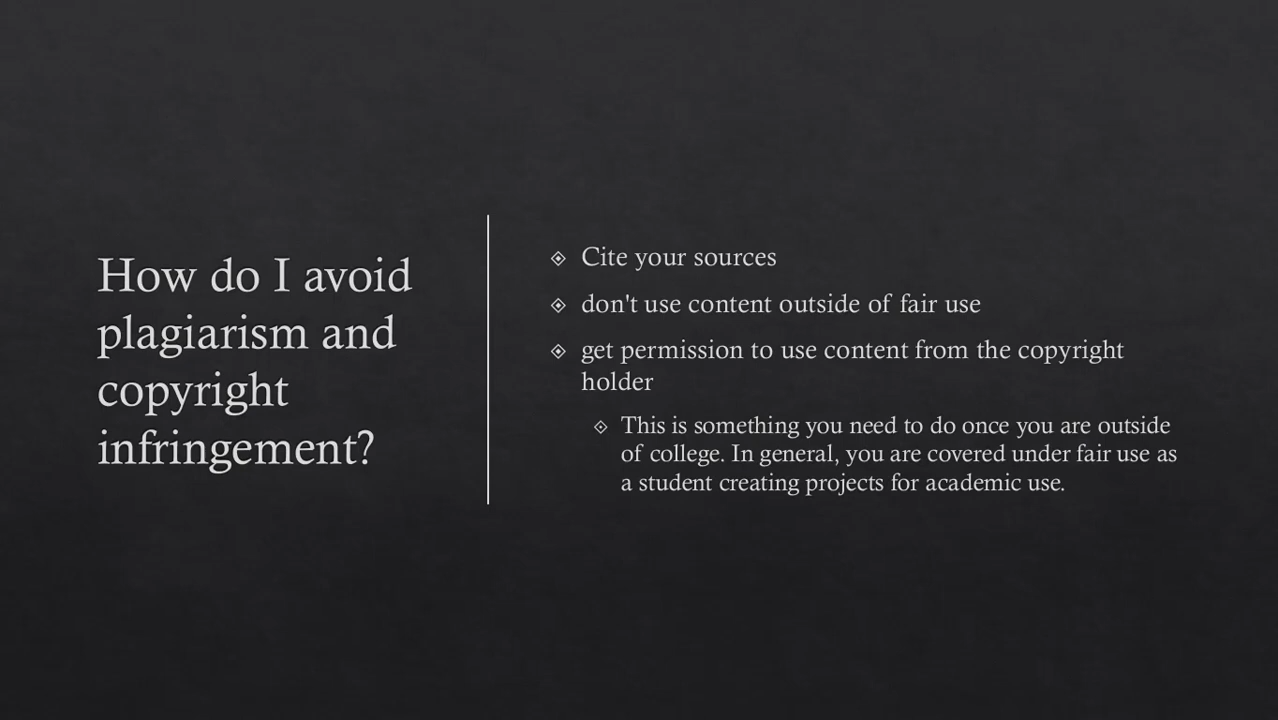 How do I avoid
plagiarism and
copyright
infringement?
Cite your sources
don't use content outside of fair use
get permission to use content from the copyright
holder
This is something you need to do once you are outside
of college. In general, you are covered under fair use as
a student creating projects for academic use.